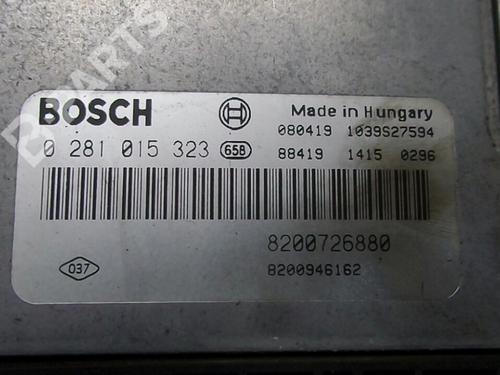 B PARTS
BOSCH
Made in Hungary
080419 1039S27594
0 281 015 323 658
88419 1415 0296
8200726880
037
8200946162